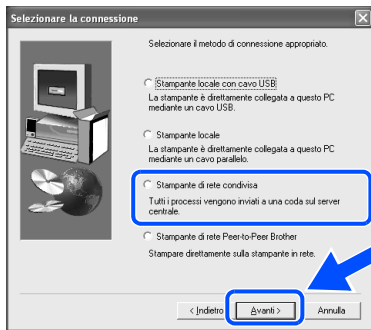 Selezionare la connessione
Selezionare il metodo di connessione appropriato.
Stampante locale con cavo USB
La stampante è direttamente collegata a questo PC
mediante un cavo USB.
Stampante locale
La stampante è direttamente collegata a questo PC
mediante un cavo parallelo.
Stampante di rete condivisa
Tutti i processi vengono inviati a una coda sul server
centrale.
Stampante di rete Peer-to-Peer Brother
Stampare direttamente sulla stampante in rete.
< Indietro Avanti > Annulla